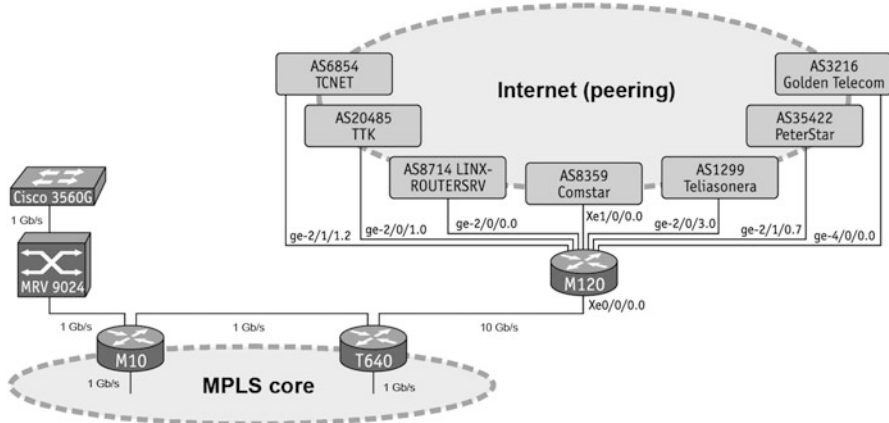 AS6854
TCNET
AS3216
Golden Telecom
Internet (peering)
AS20485
TTK
AS35422
PeterStar
AS8714 LINX-
ROUTERSRV
AS8359
Comstar
AS1299
Teliasonera
Cisco 3560G
1 Gb/s
ge-2/1/1.2
ge-2/0/1.0
ge-2/0/0.0
Xe1/0/0.0
ge-2/0/3.0
ge-2/1/0.7
ge-4/0/0.0
MRV 9024
M120
Xe0/0/0.0
1 Gb/s
1 Gb/s
10 Gb/s
M10
T640
1 Gb/s
MPLS core
1 Gb/s